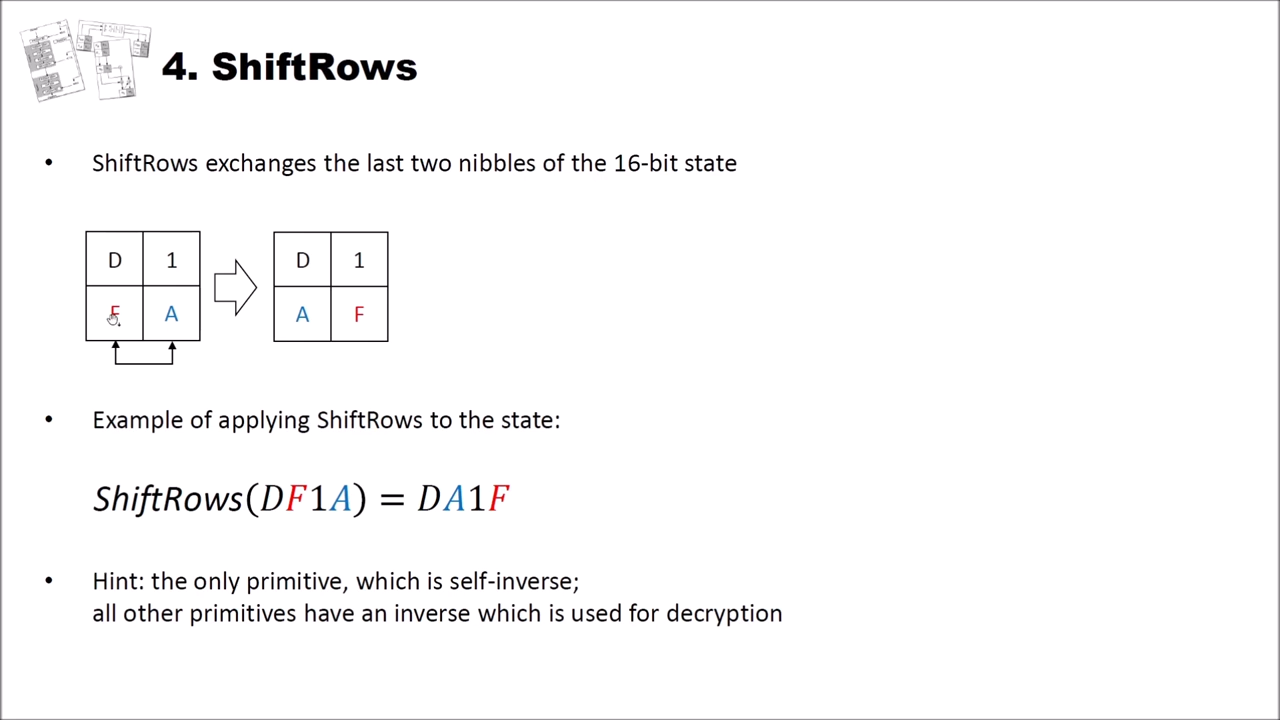 4. ShiftRows
• ShiftRows exchanges the last two nibbles of the 16-bit state
D 1 D 1
F A A F
• Example of applying ShiftRows to the state:
ShiftRows(DF1A) = DA1F
• Hint: the only primitive, which is self-inverse;
all other primitives have an inverse which is used for decryption